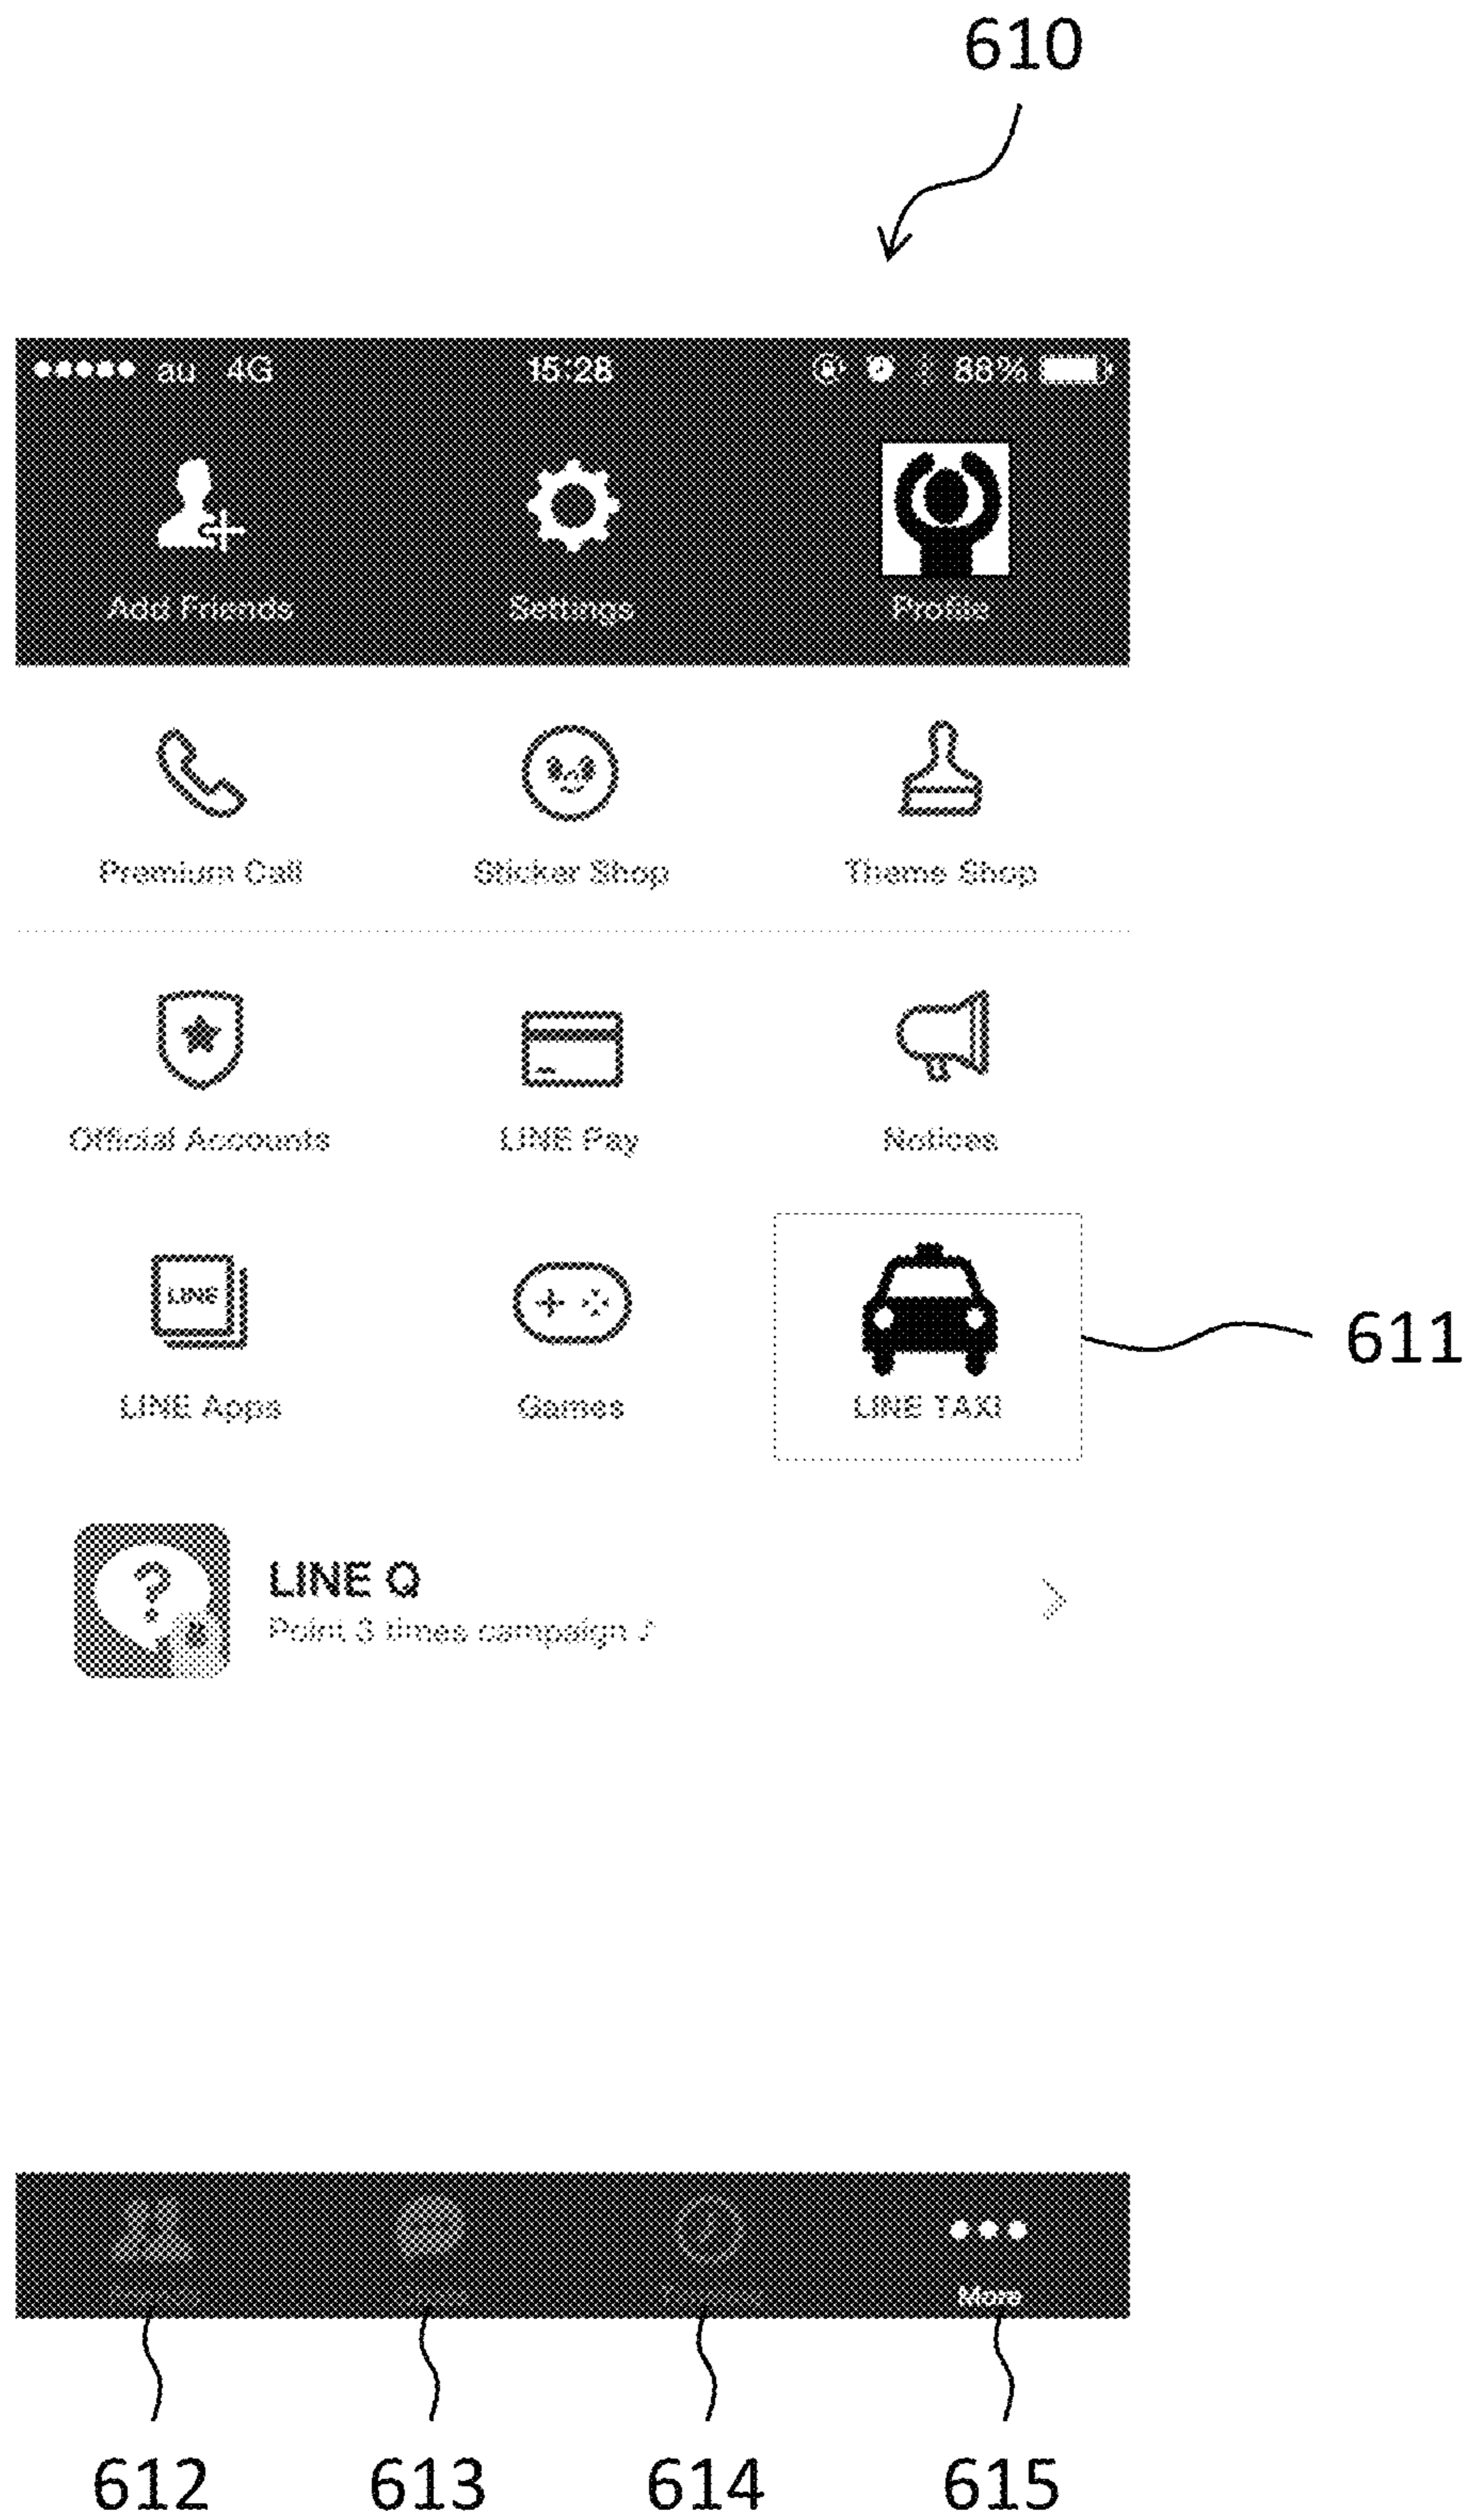 610
au 4G 15:28 88%
Add Friends Settings Profile
Premium Call Sticker Shop Theme Shop
Official Accounts LINE Pay Notices
LINE
LINE Apps Games LINE TAXI
611
?
LINE Q
Point 3 times campaign ♪
More
612 613 614 615